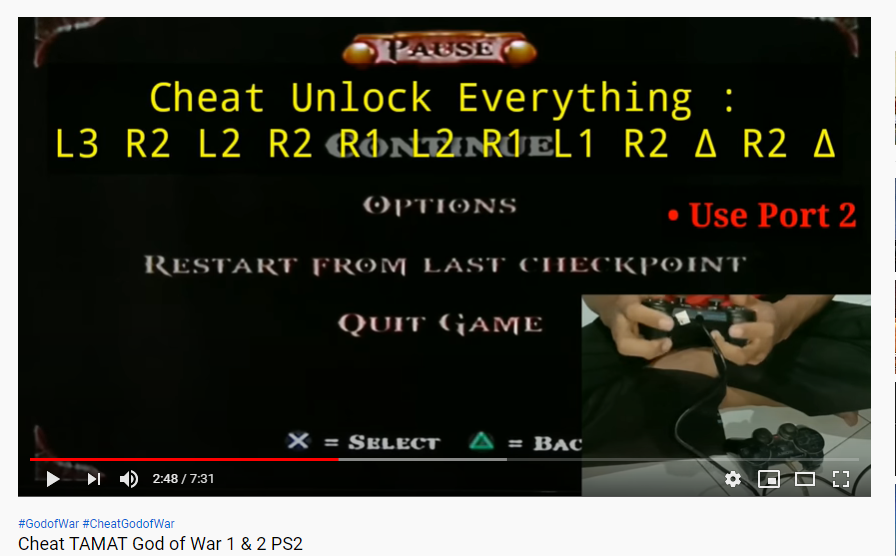 PAUSE
Cheat Unlock Everything :
L3 R2 L2 R2 R1 L2 R1 L1 R2 Δ R2 Δ
CONTINUE
OPTIONS
• Use Port 2
RESTART FROM LAST CHECKPOINT
QUIT GAME
= SELECT = BAC
2:48 / 7:31
#GodofWar #CheatGodofWar
Cheat TAMAT God of War 1 & 2 PS2